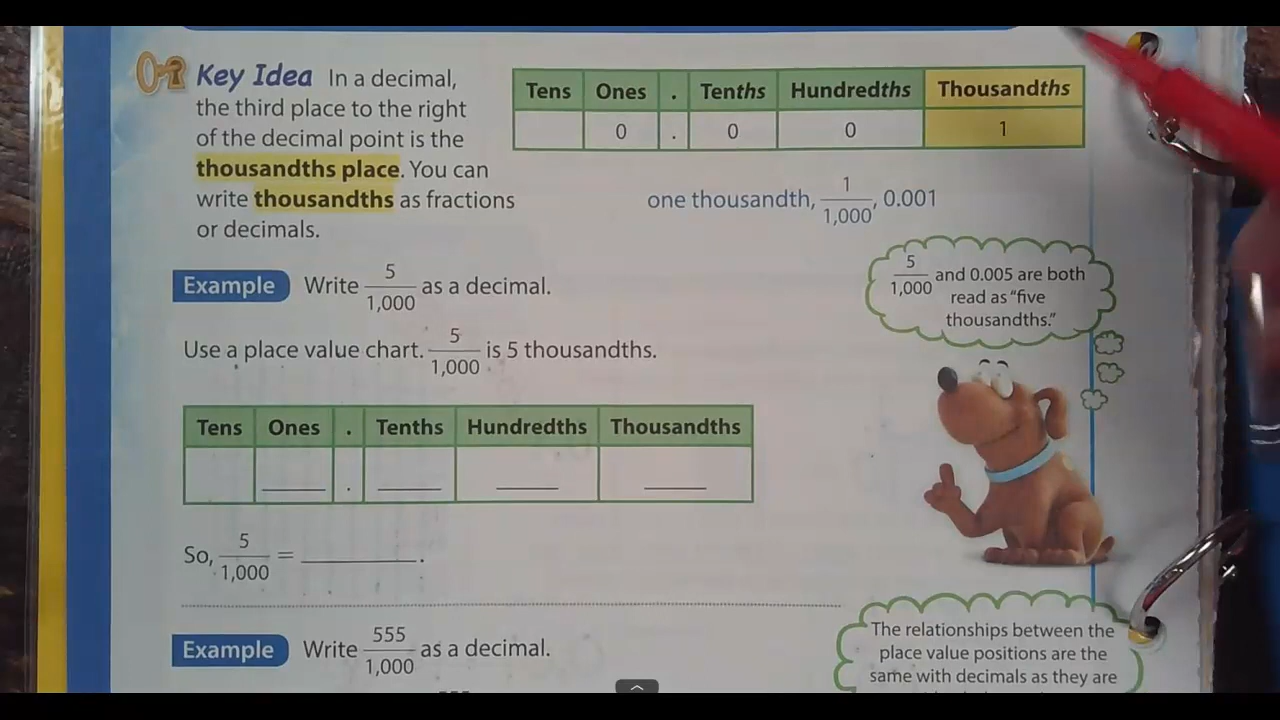 Key Idea In a decimal,
the third place to the right
of the decimal point is the
thousandths place. You can
write thousandths as fractions
or decimals.
Tens Ones . Tenths Hundredths Thousandths
0 . 0 0 1
one thousandth, 1/1,000, 0.001
Example Write 5/1,000 as a decimal.
5/1,000 and 0.005 are both
read as "five
thousandths."
Use a place value chart. 5/1,000 is 5 thousandths.
Tens Ones . Tenths Hundredths Thousandths
____ . ____ ____ ____
So, 5/1,000 = ________.
Example Write 555/1,000 as a decimal.
The relationships between the
place value positions are the
same with decimals as they are